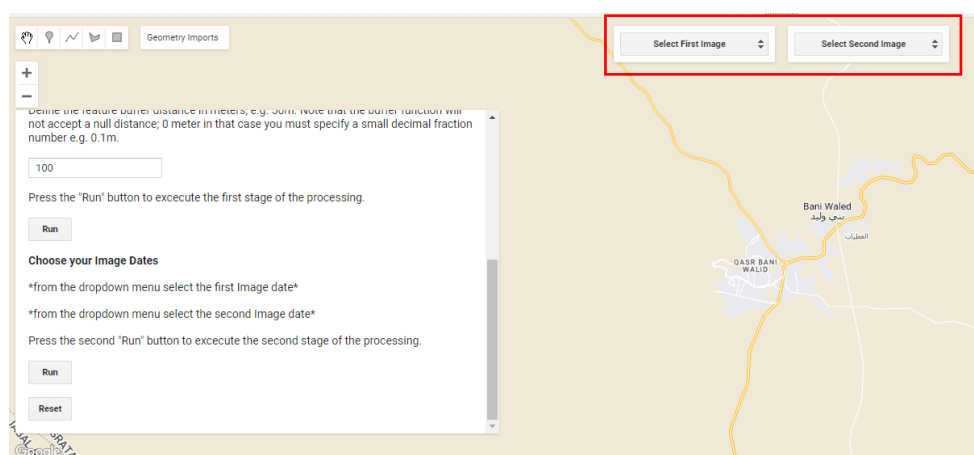 Geometry Imports
Select First Image
Select Second Image
+
−
Define the feature buffer distance in meters, e.g. 50m. Note that the buffer function will
not accept a null distance; 0 meter in that case you must specify a small decimal fraction
number e.g. 0.1m.
100
Press the "Run" button to excecute the first stage of the processing.
Run
Choose your Image Dates
*from the dropdown menu select the first Image date*
*from the dropdown menu select the second Image date*
Press the second "Run" button to excecute the second stage of the processing.
Run
Reset
Bani Waled
بني وليد
QASR BANI
WALID
Google